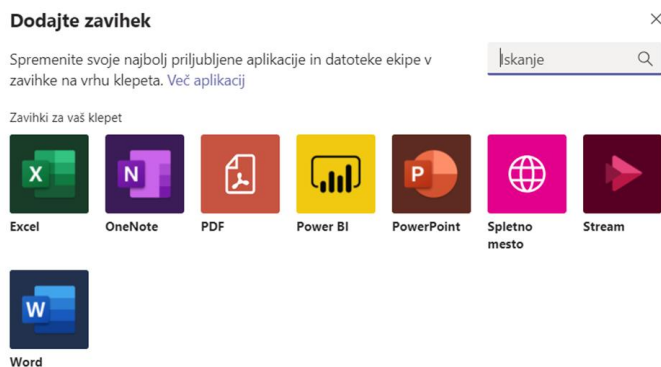 Dodajte zavihek
Spremenite svoje najbolj priljubljene aplikacije in datoteke ekipe v
zavihke na vrhu klepeta. Več aplikacij
Iskanje
Zavihki za vaš klepet
X
N
P
Excel
OneNote
PDF
Power BI
PowerPoint
Spletno
mesto
Stream
W
Word